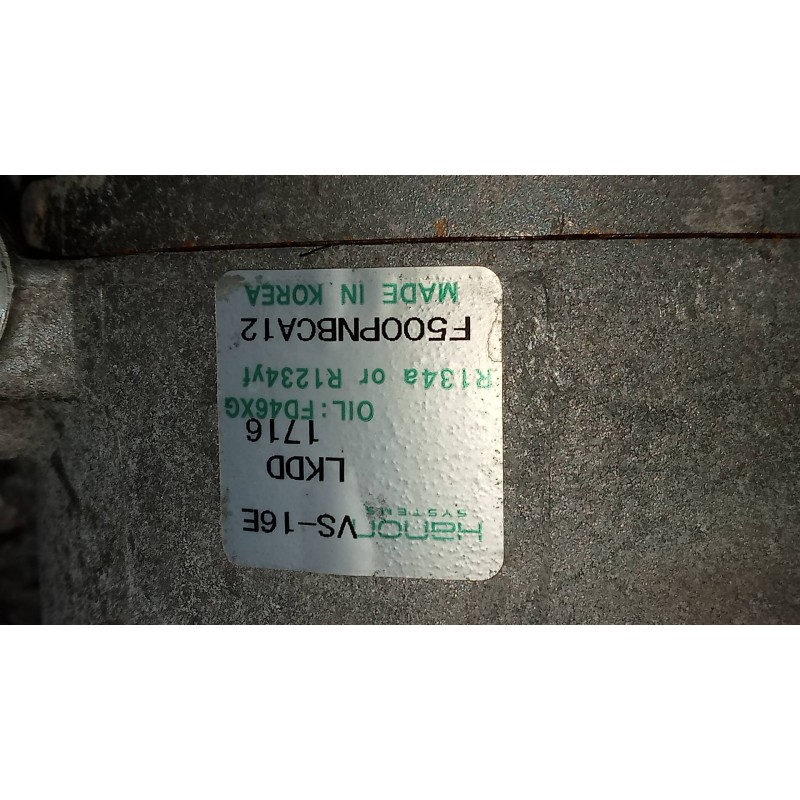 Hanon VS-16E
SYSTEMS
LKDD
1716
OIL:FD46XG
R134a or R1234yf
F500PNBCA12
MADE IN KOREA